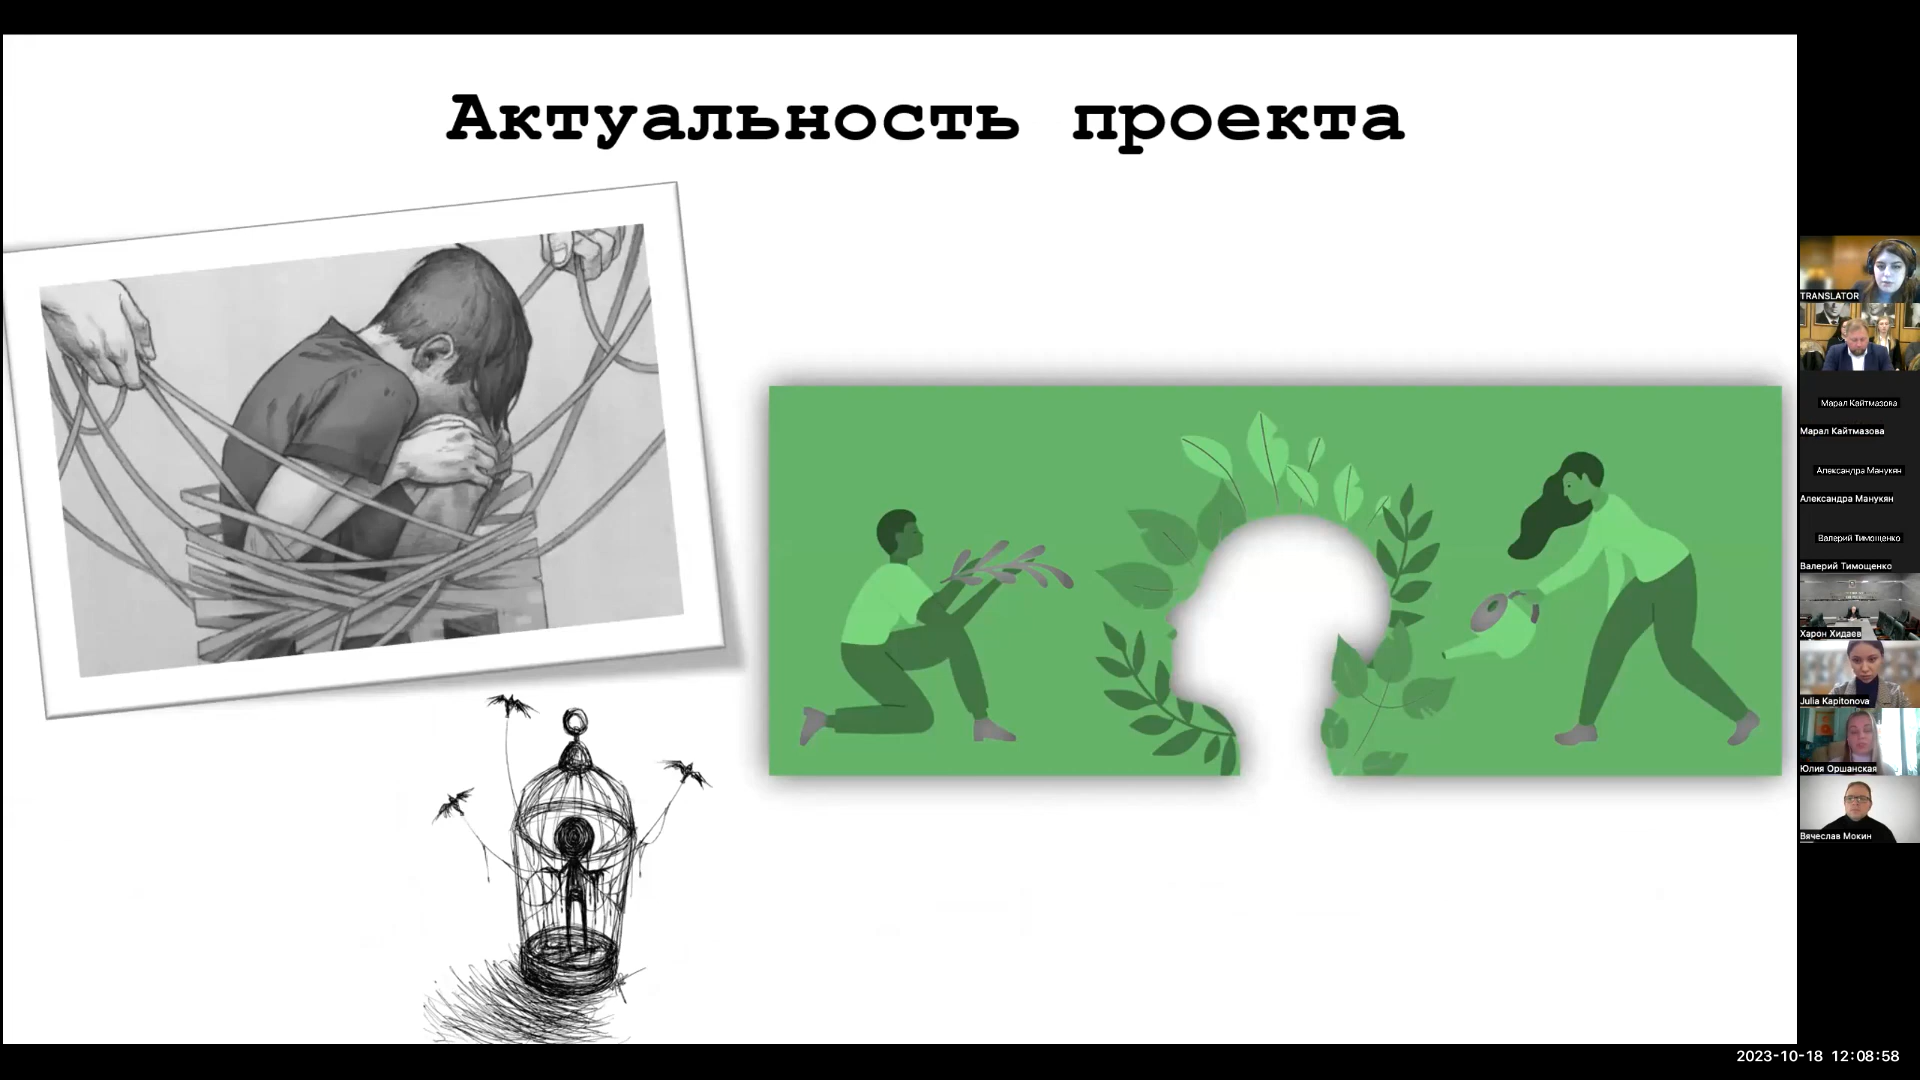 Актуальность проекта
TRANSLATOR
Марал Кайтмазова
Марал Кайтмазова
Александра Манукян
Александра Манукян
Валерий Тимощенко
Валерий Тимощенко
Харон Хидаев
Julia Kapitonova
Юлия Оршанская
Вячеслав Мокин
2023-10-18 12:08:58